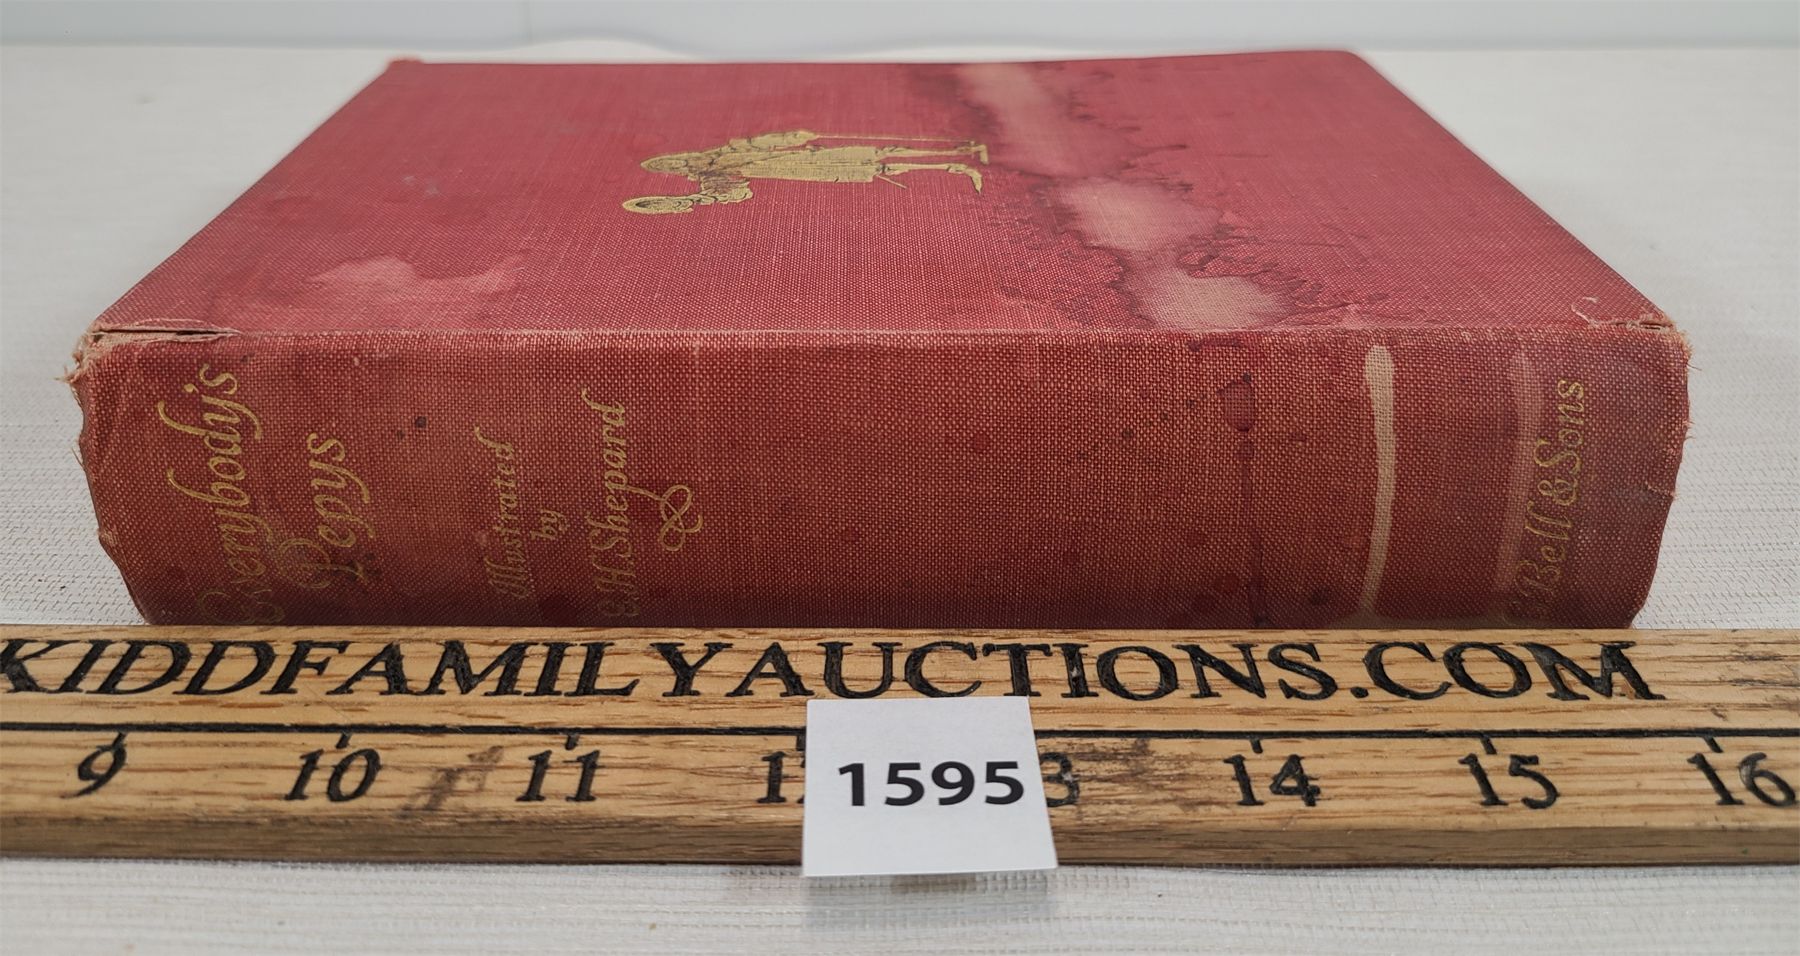 Everybody's
Pepys
Illustrated
by
E.H. Shepard
G. Bell & Sons
KIDDFAMILYAUCTIONS.COM
9 10 11 14 15 16
1595